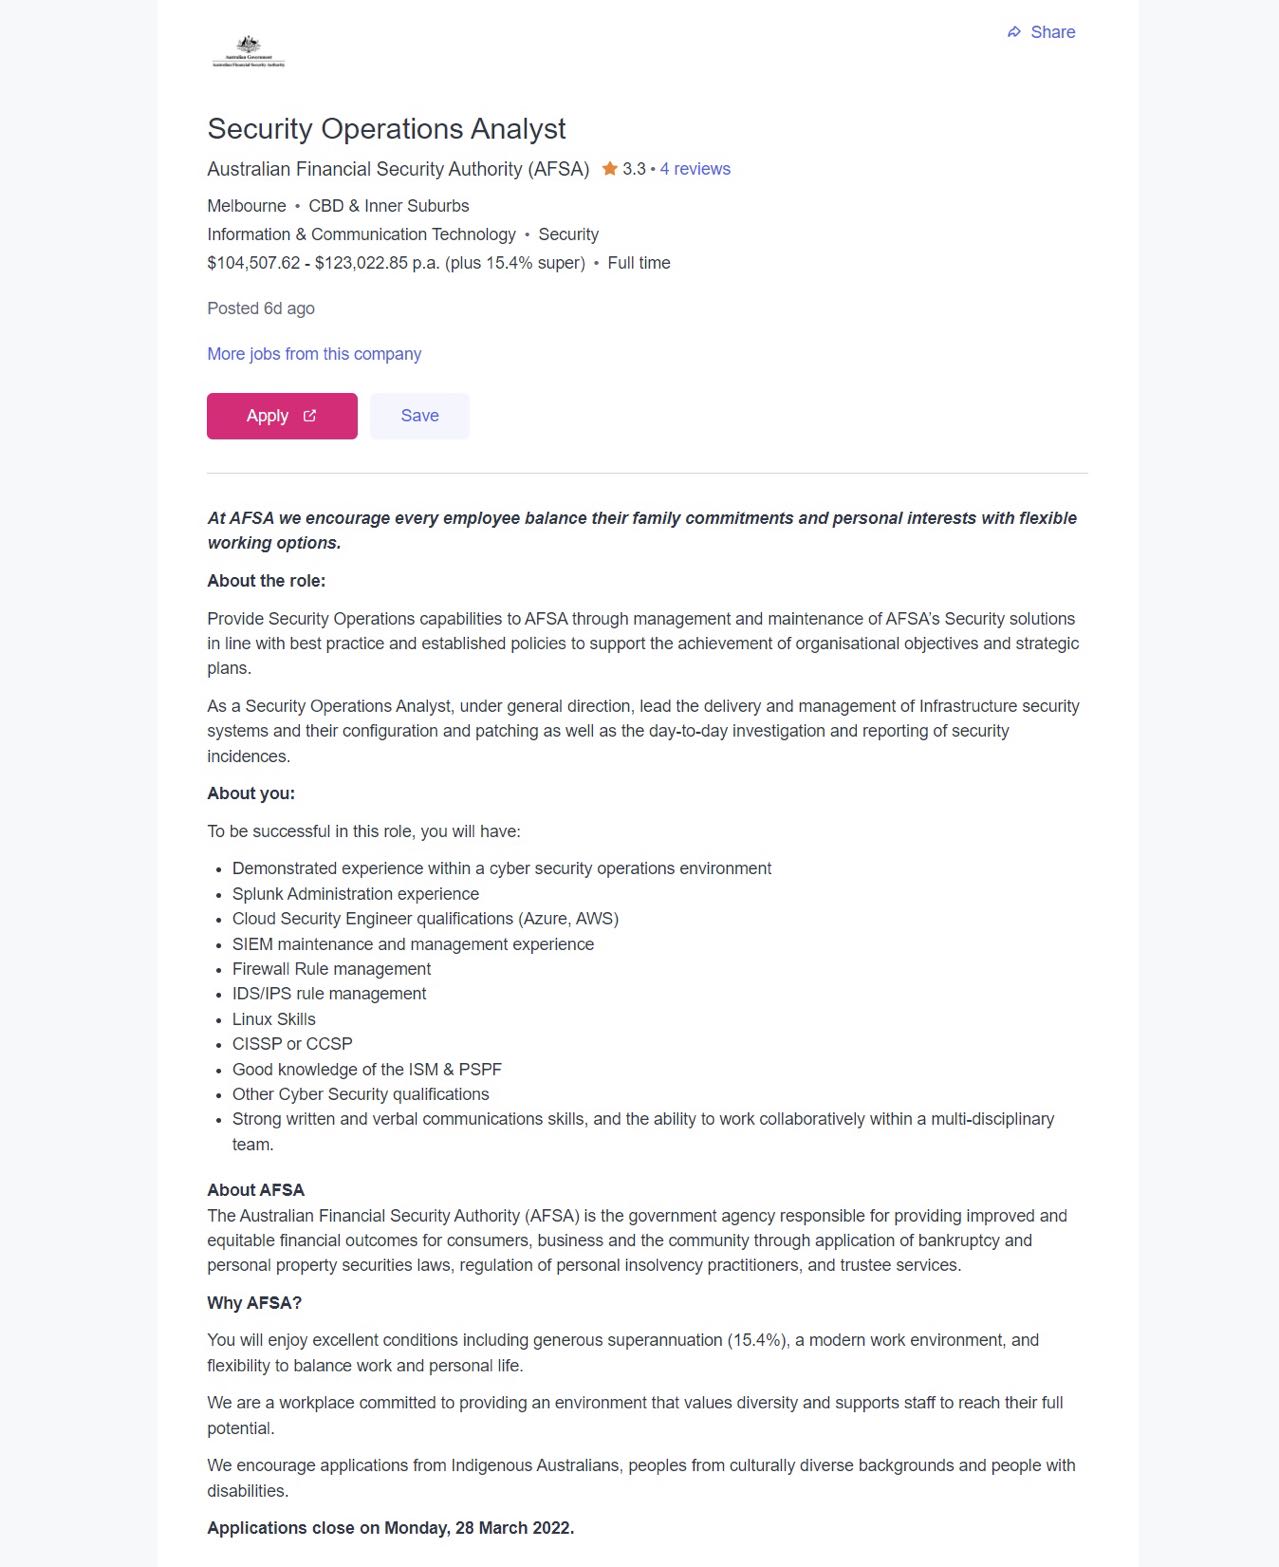 Share
Australian Government
Australian Financial Security Authority
Security Operations Analyst
Australian Financial Security Authority (AFSA) 3.3 • 4 reviews
Melbourne • CBD & Inner Suburbs
Information & Communication Technology • Security
$104,507.62 - $123,022.85 p.a. (plus 15.4% super) • Full time
Posted 6d ago
More jobs from this company
Apply Save
At AFSA we encourage every employee balance their family commitments and personal interests with flexible
working options.
About the role:
Provide Security Operations capabilities to AFSA through management and maintenance of AFSA’s Security solutions
in line with best practice and established policies to support the achievement of organisational objectives and strategic
plans.
As a Security Operations Analyst, under general direction, lead the delivery and management of Infrastructure security
systems and their configuration and patching as well as the day-to-day investigation and reporting of security
incidences.
About you:
To be successful in this role, you will have:
• Demonstrated experience within a cyber security operations environment
• Splunk Administration experience
• Cloud Security Engineer qualifications (Azure, AWS)
• SIEM maintenance and management experience
• Firewall Rule management
• IDS/IPS rule management
• Linux Skills
• CISSP or CCSP
• Good knowledge of the ISM & PSPF
• Other Cyber Security qualifications
• Strong written and verbal communications skills, and the ability to work collaboratively within a multi-disciplinary
team.
About AFSA
The Australian Financial Security Authority (AFSA) is the government agency responsible for providing improved and
equitable financial outcomes for consumers, business and the community through application of bankruptcy and
personal property securities laws, regulation of personal insolvency practitioners, and trustee services.
Why AFSA?
You will enjoy excellent conditions including generous superannuation (15.4%), a modern work environment, and
flexibility to balance work and personal life.
We are a workplace committed to providing an environment that values diversity and supports staff to reach their full
potential.
We encourage applications from Indigenous Australians, peoples from culturally diverse backgrounds and people with
disabilities.
Applications close on Monday, 28 March 2022.